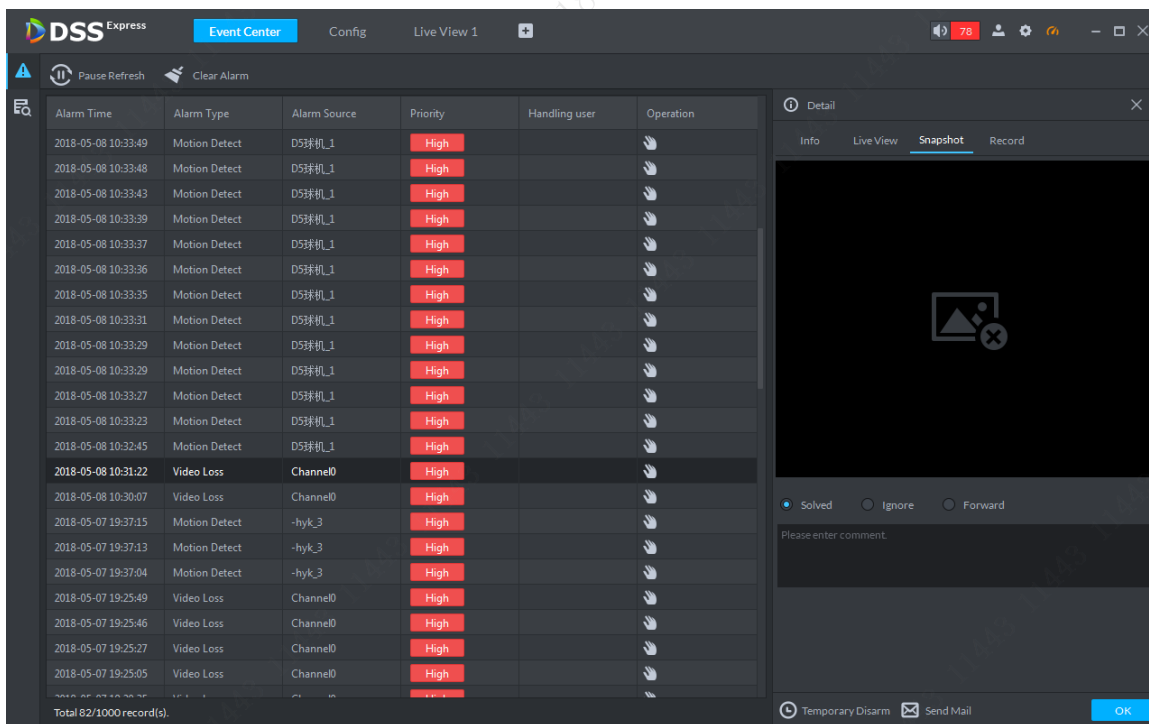 DSS Express
Event Center
Config
Live View 1
78
Pause Refresh
Clear Alarm
Alarm Time Alarm Type Alarm Source Priority Handling user Operation
2018-05-08 10:33:49 Motion Detect D5球机_1 High
2018-05-08 10:33:48 Motion Detect D5球机_1 High
2018-05-08 10:33:43 Motion Detect D5球机_1 High
2018-05-08 10:33:39 Motion Detect D5球机_1 High
2018-05-08 10:33:37 Motion Detect D5球机_1 High
2018-05-08 10:33:36 Motion Detect D5球机_1 High
2018-05-08 10:33:35 Motion Detect D5球机_1 High
2018-05-08 10:33:31 Motion Detect D5球机_1 High
2018-05-08 10:33:29 Motion Detect D5球机_1 High
2018-05-08 10:33:29 Motion Detect D5球机_1 High
2018-05-08 10:33:27 Motion Detect D5球机_1 High
2018-05-08 10:33:23 Motion Detect D5球机_1 High
2018-05-08 10:32:45 Motion Detect D5球机_1 High
2018-05-08 10:31:22 Video Loss Channel0 High
2018-05-08 10:30:07 Video Loss Channel0 High
2018-05-07 19:37:15 Motion Detect -hyk_3 High
2018-05-07 19:37:13 Motion Detect -hyk_3 High
2018-05-07 19:37:04 Motion Detect -hyk_3 High
2018-05-07 19:25:49 Video Loss Channel0 High
2018-05-07 19:25:46 Video Loss Channel0 High
2018-05-07 19:25:27 Video Loss Channel0 High
2018-05-07 19:25:05 Video Loss Channel0 High
Total 82/1000 record(s).
Detail
Info Live View Snapshot Record
Solved Ignore Forward
Please enter comment.
Temporary Disarm Send Mail OK